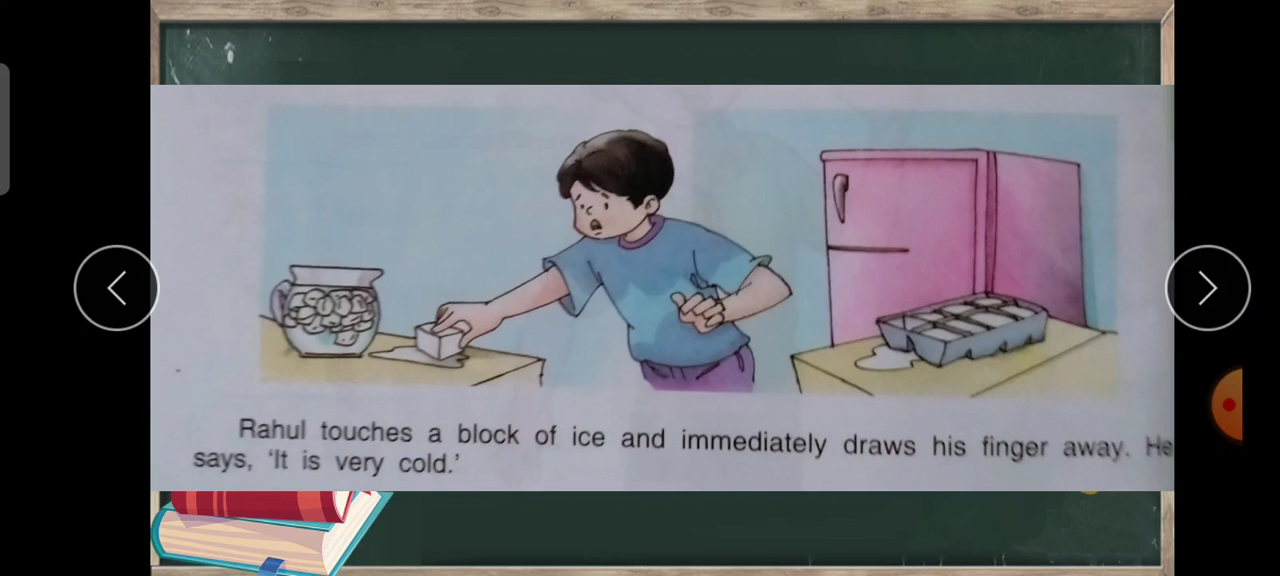 Rahul touches a block of ice and immediately draws his finger away. He
says, ‘It is very cold.’